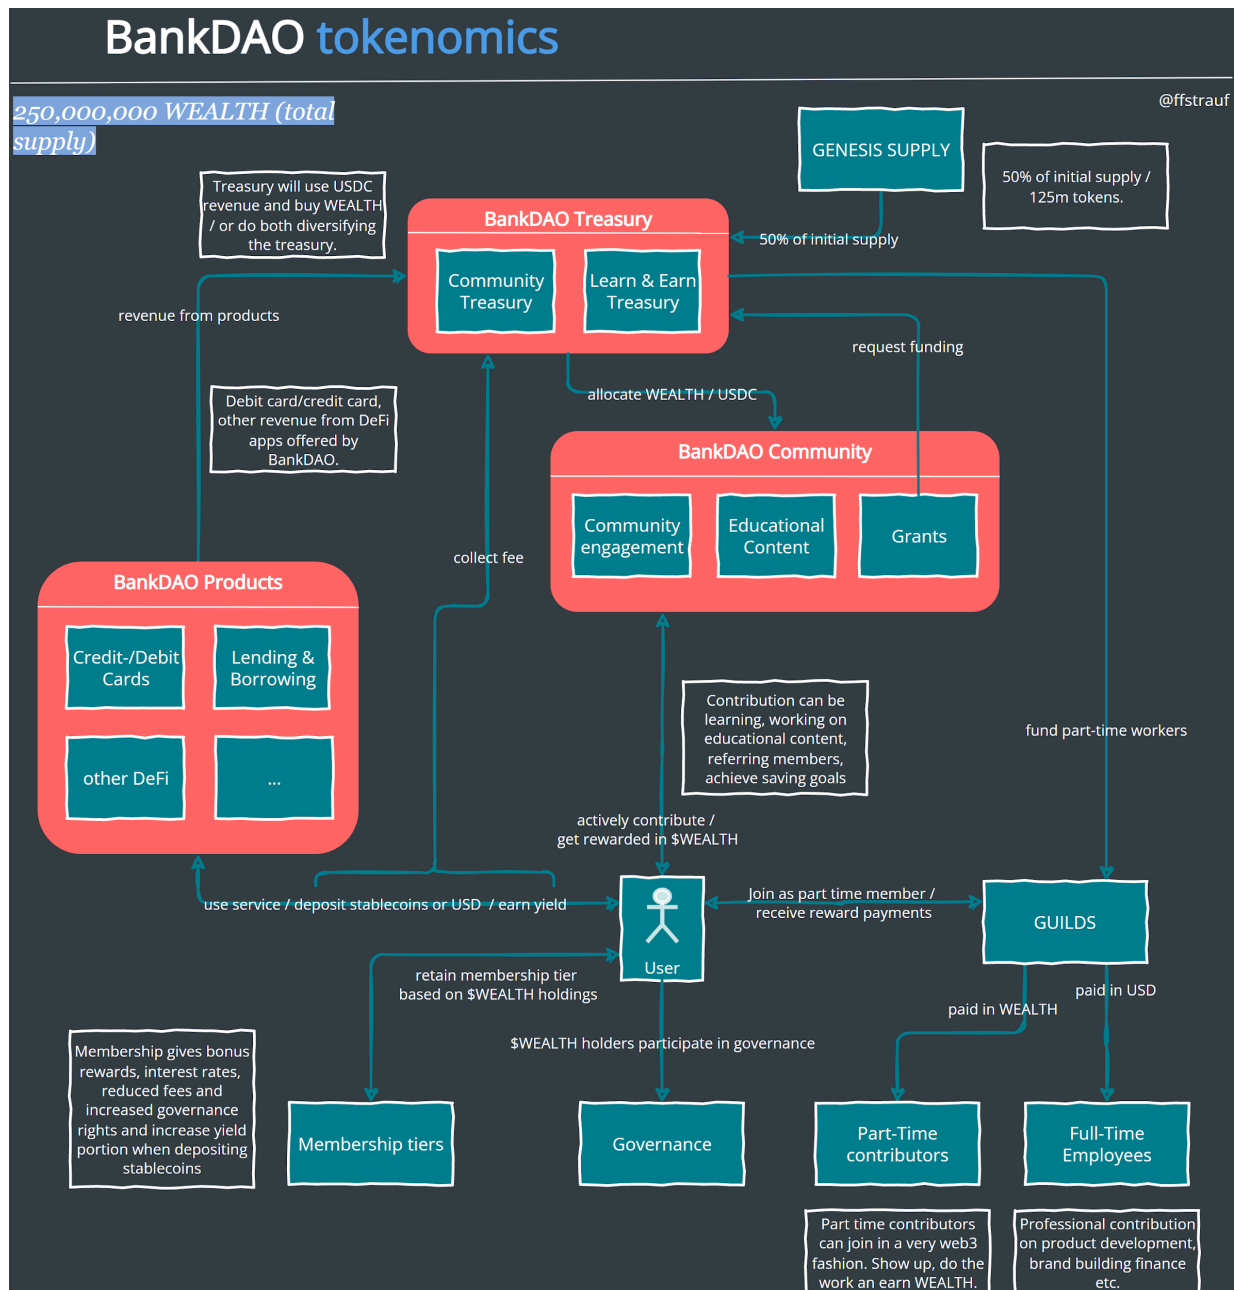 BankDAO tokenomics
@ffstrauf
250,000,000 WEALTH (total
supply)
GENESIS SUPPLY
50% of initial supply /
125m tokens.
Treasury will use USDC
revenue and buy WEALTH
/ or do both diversifying
the treasury.
BankDAO Treasury
50% of initial supply
Community
Treasury
Learn & Earn
Treasury
revenue from products
request funding
allocate WEALTH / USDC
Debit card/credit card,
other revenue from DeFi
apps offered by
BankDAO.
BankDAO Community
Community
engagement
Educational
Content
Grants
collect fee
BankDAO Products
Credit-/Debit
Cards
Lending &
Borrowing
other DeFi
...
Contribution can be
learning, working on
educational content,
referring members,
achieve saving goals
fund part-time workers
actively contribute /
get rewarded in $WEALTH
use service / deposit stablecoins or USD  / earn yield
User
Join as part time member /
receive reward payments
GUILDS
retain membership tier
based on $WEALTH holdings
paid in WEALTH
paid in USD
$WEALTH holders participate in governance
Membership gives bonus
rewards, interest rates,
reduced fees and
increased governance
rights and increase yield
portion when depositing
stablecoins
Membership tiers
Governance
Part-Time
contributors
Full-Time
Employees
Part time contributors
can join in a very web3
fashion. Show up, do the
work an earn WEALTH.
Professional contribution
on product development,
brand building finance
etc.